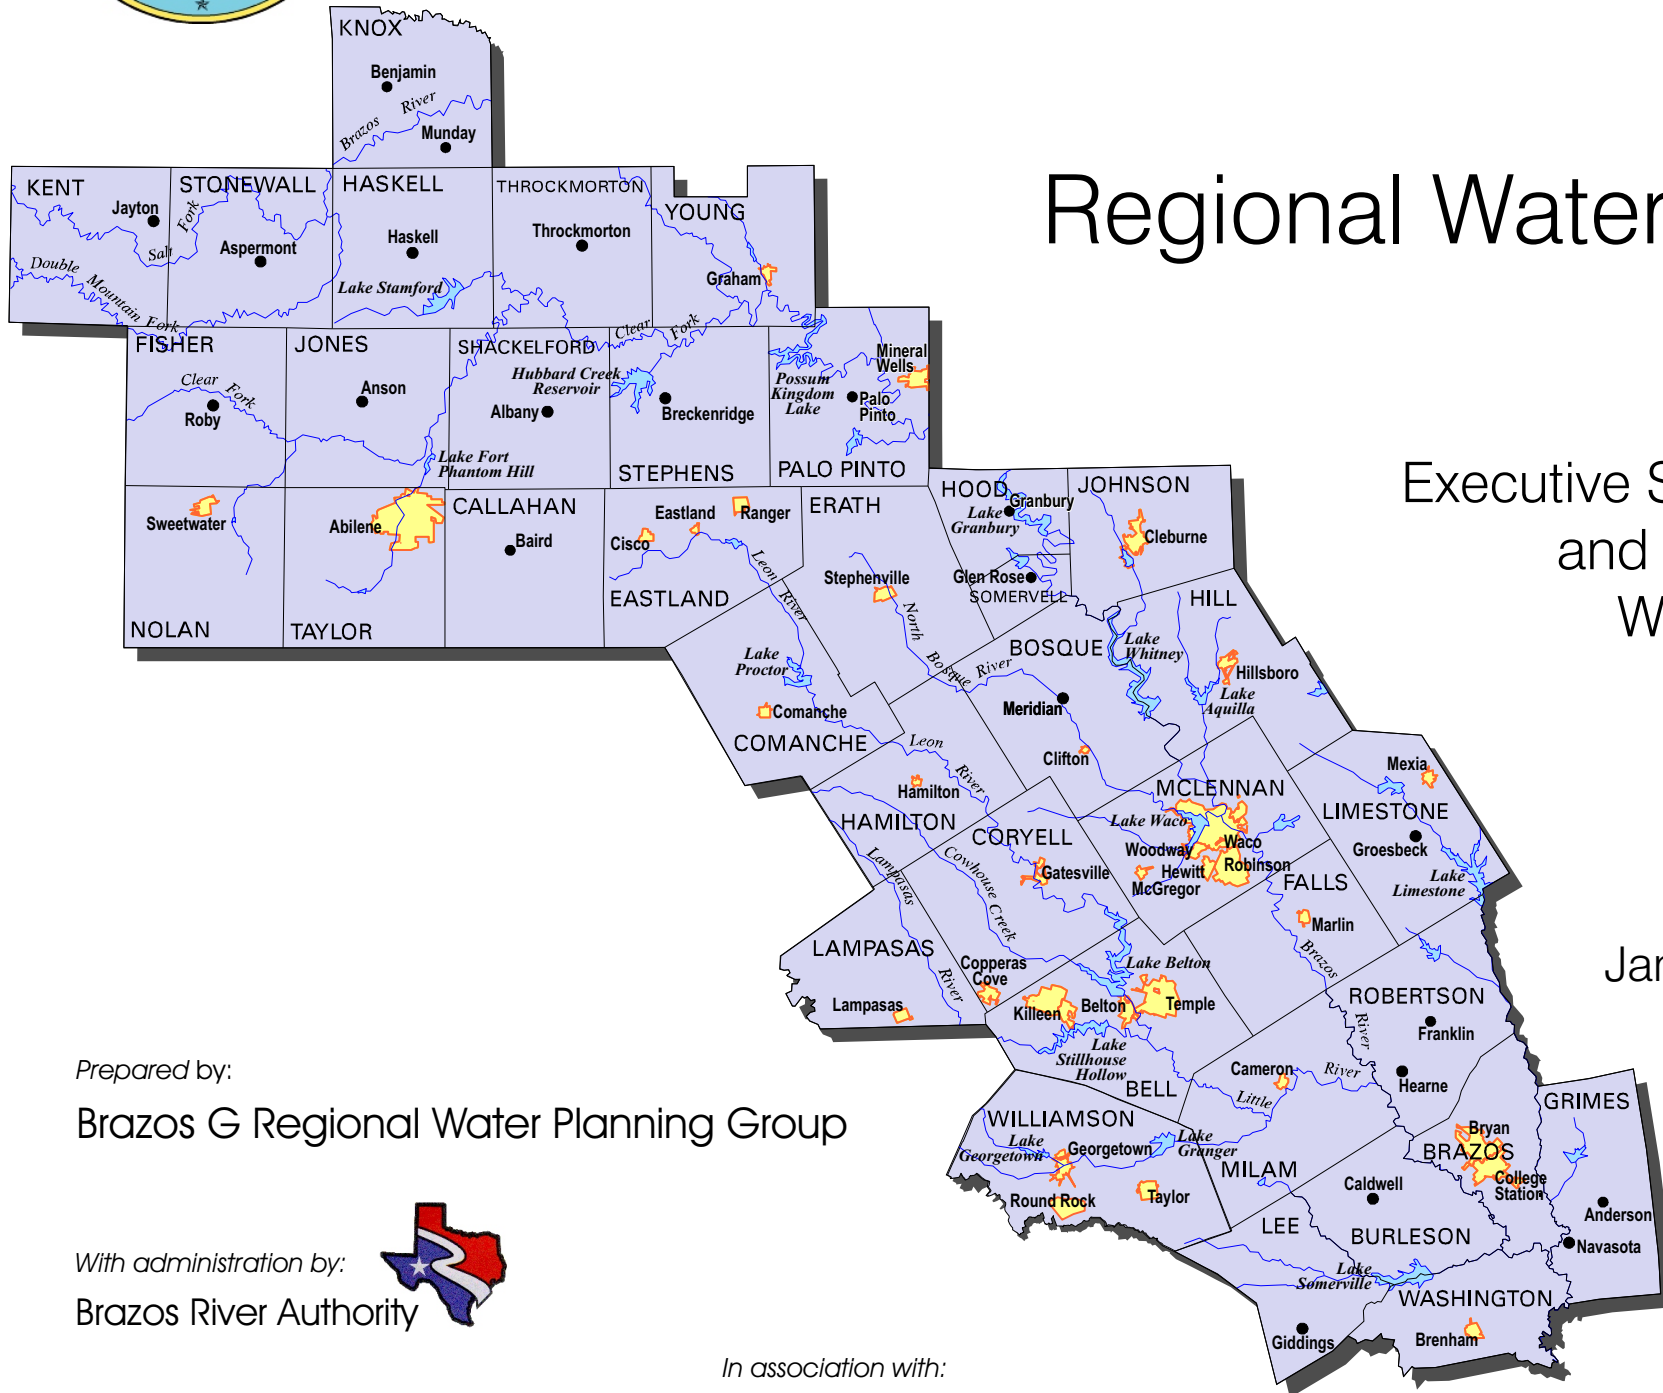 KNOX
Benjamin
Brazos River
Munday
KENT
STONEWALL
HASKELL
THROCKMORTON
YOUNG
Jayton
Salt Fork
Aspermont
Haskell
Throckmorton
Graham
Double Mountain Fork
Lake Stamford
Regional Water
FISHER
JONES
SHACKELFORD
Clear Fork
Mineral
Wells
Hubbard Creek
Reservoir
Possum
Kingdom
Lake
Clear Fork
Roby
Anson
Albany
Breckenridge
Palo
Pinto
Lake Fort
Phantom Hill
STEPHENS
PALO PINTO
Sweetwater
Abilene
CALLAHAN
Baird
Eastland
Ranger
Cisco
ERATH
HOOD
Granbury
Lake
Granbury
JOHNSON
Cleburne
Executive S
and
W
NOLAN
TAYLOR
EASTLAND
Leon River
Stephenville
Glen Rose
SOMERVELL
HILL
North Bosque River
BOSQUE
Lake
Whitney
Hillsboro
Lake
Aquilla
Lake
Proctor
Comanche
COMANCHE
Meridian
Clifton
Leon River
Hamilton
HAMILTON
MCLENNAN
Mexia
LIMESTONE
Groesbeck
Lake
Limestone
CORYELL
Lake Waco
Waco
Woodway
Hewitt
Robinson
McGregor
Gatesville
FALLS
Marlin
Lampasas River
Cowhouse Creek
LAMPASAS
Lampasas
Copperas
Cove
Lake Belton
Killeen
Belton
Temple
Brazos River
Jan
ROBERTSON
Franklin
Hearne
Lake
Stillhouse
Hollow
BELL
Cameron
Little River
WILLIAMSON
Lake
Georgetown
Georgetown
Lake
Granger
MILAM
Round Rock
Taylor
GRIMES
Bryan
BRAZOS
College
Station
Caldwell
Anderson
LEE
BURLESON
Navasota
Lake
Somerville
WASHINGTON
Giddings
Brenham
Prepared by:
Brazos G Regional Water Planning Group
With administration by:
Brazos River Authority
In association with: